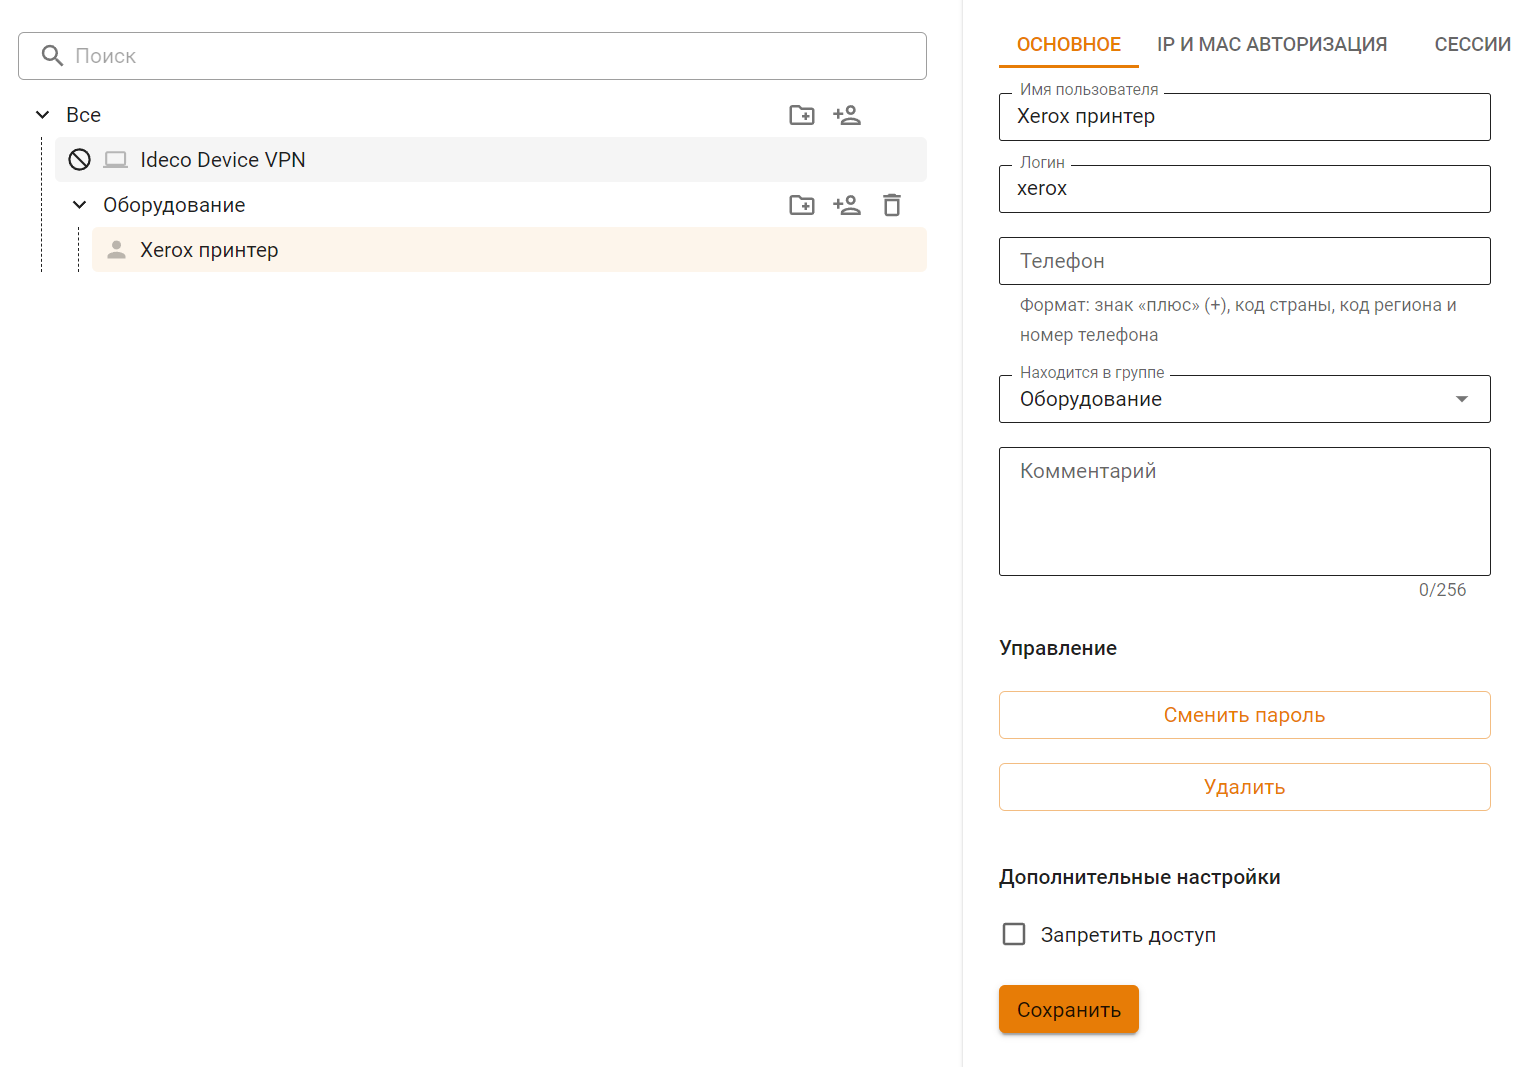 Поиск
Все
Ideco Device VPN
Оборудование
Xerox принтер
ОСНОВНОЕ
IP И MAC АВТОРИЗАЦИЯ
СЕССИИ
Имя пользователя
Xerox принтер
Логин
xerox
Телефон
Формат: знак «плюс» (+), код страны, код региона и
номер телефона
Находится в группе
Оборудование
Комментарий
0/256
Управление
Сменить пароль
Удалить
Дополнительные настройки
Запретить доступ
Сохранить